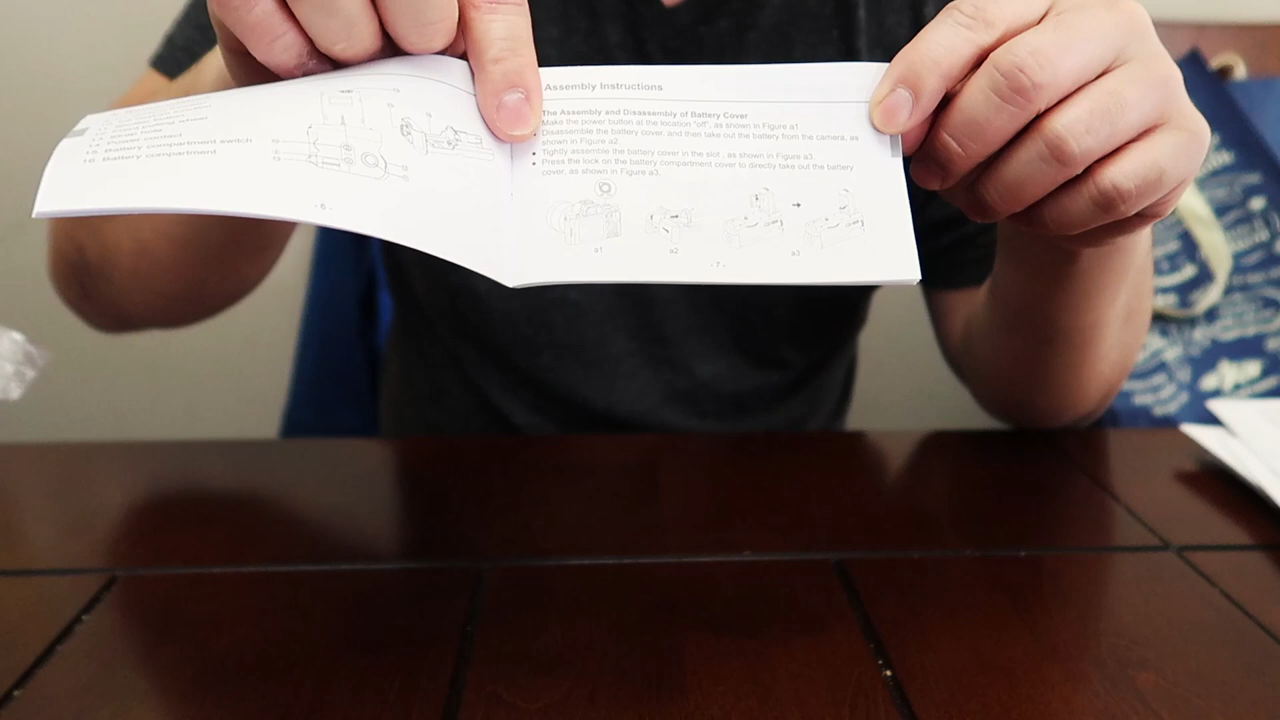 14. Power contact
15. Battery compartment switch
16. Battery compartment
- 6 -
Assembly Instructions
The Assembly and Disassembly of Battery Cover
Make the power button at the location "off", as shown in Figure a1
Disassemble the battery cover, and then take out the battery from the camera, as
shown in Figure a2.
• Tightly assemble the battery cover in the slot , as shown in Figure a3.
• Press the lock on the battery compartment cover to directly take out the battery
cover, as shown in Figure a3.
a1 a2 a3
- 7 -